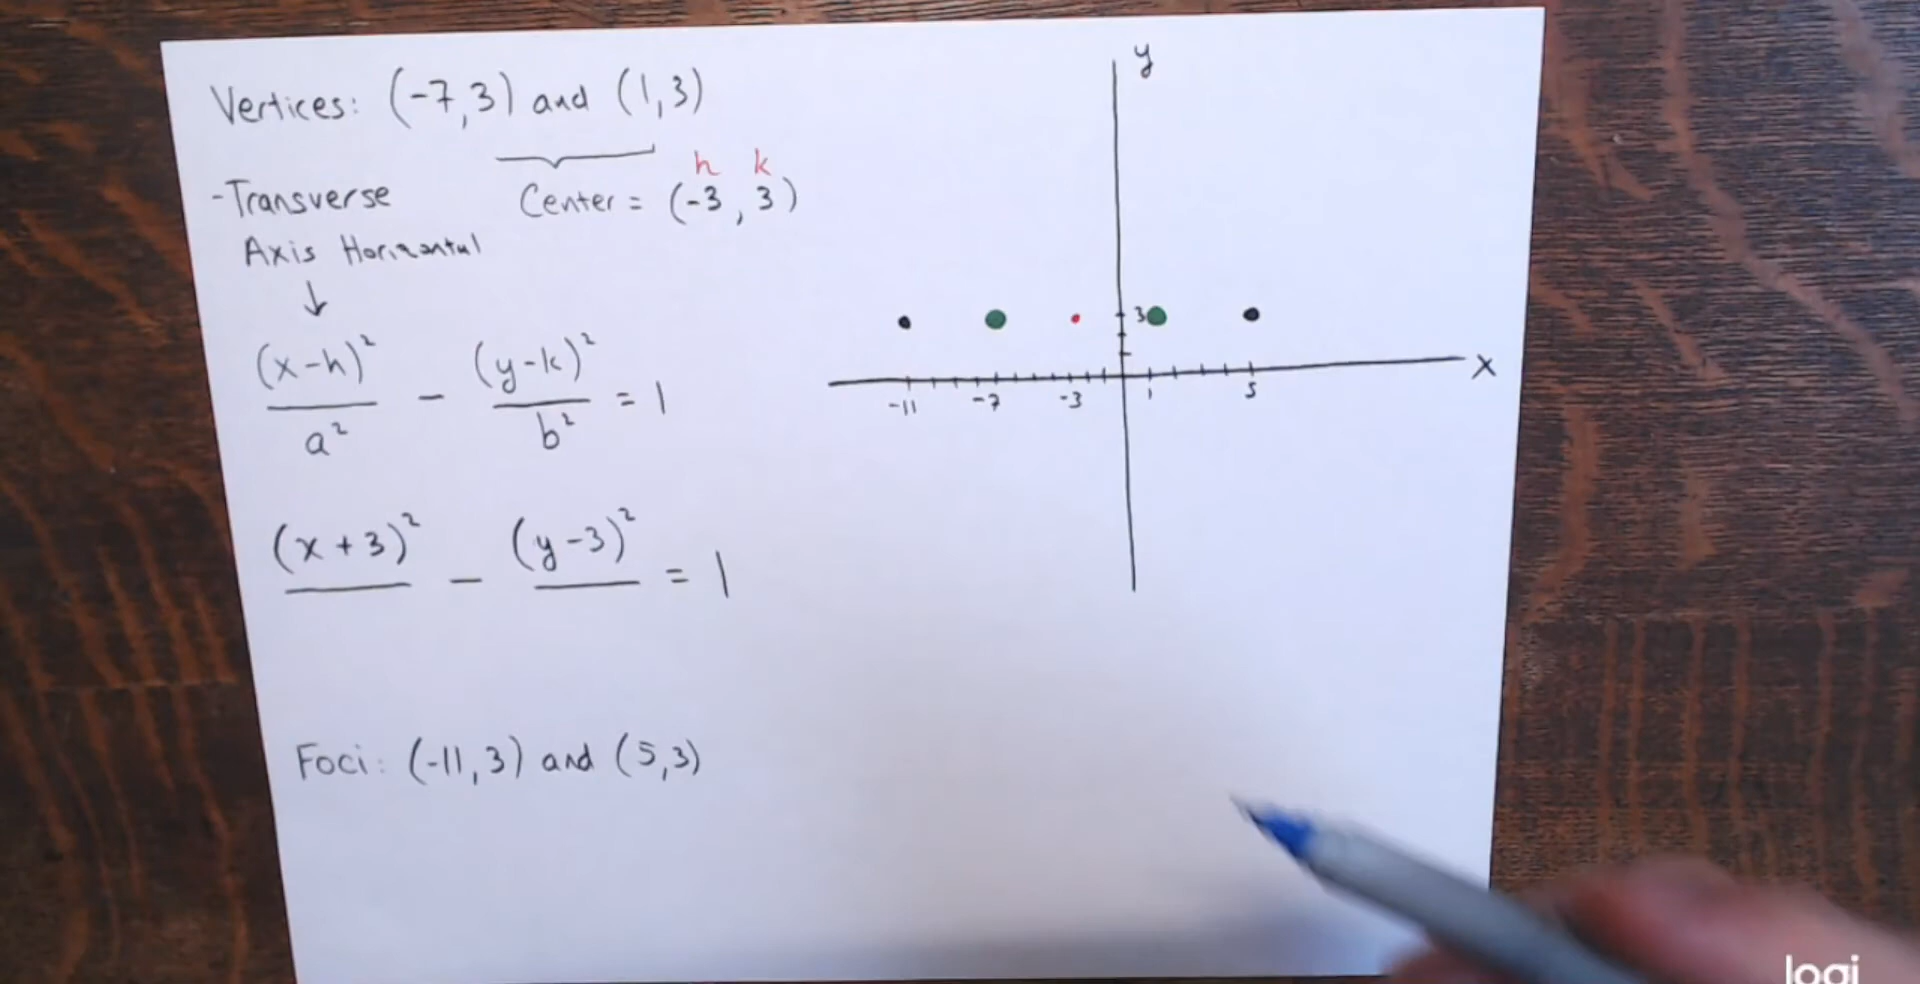 Vertices: (-7,3) and (1,3)
h k
-Transverse
Center = (-3, 3)
Axis Horizontal
↓
(x-h)² / a² - (y-k)² / b² = 1
(x+3)² - (y-3)² = 1
Foci: (-11,3) and (5,3)
y
3
x
-11 -7 -3 1 5
logi